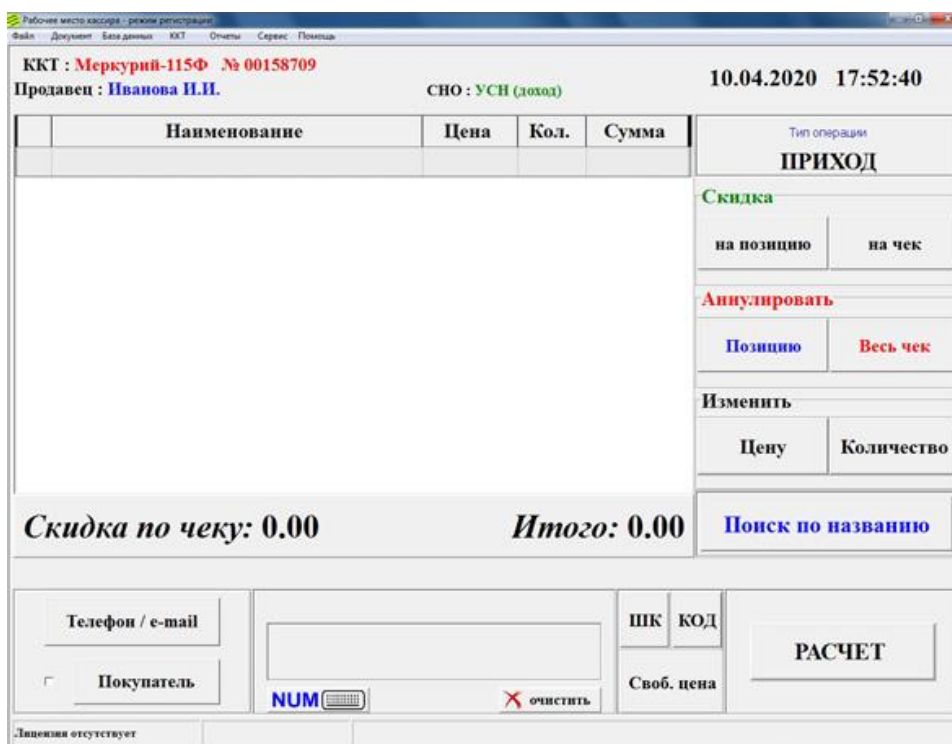 Рабочее место кассира - режим регистрации
Файл Документ База данных ККТ Отчеты Сервис Помощь
ККТ : Меркурий-115Ф № 00158709
Продавец : Иванова И.И.
СНО : УСН (доход)
10.04.2020 17:52:40
Наименование Цена Кол. Сумма
Тип операции
ПРИХОД
Скидка
на позицию на чек
Аннулировать
Позицию Весь чек
Изменить
Цену Количество
Скидка по чеку: 0.00 Итого: 0.00
Поиск по названию
Телефон / e-mail
Покупатель
NUM
очистить
ШК КОД
Своб. цена
РАСЧЕТ
Лицензия отсутствует